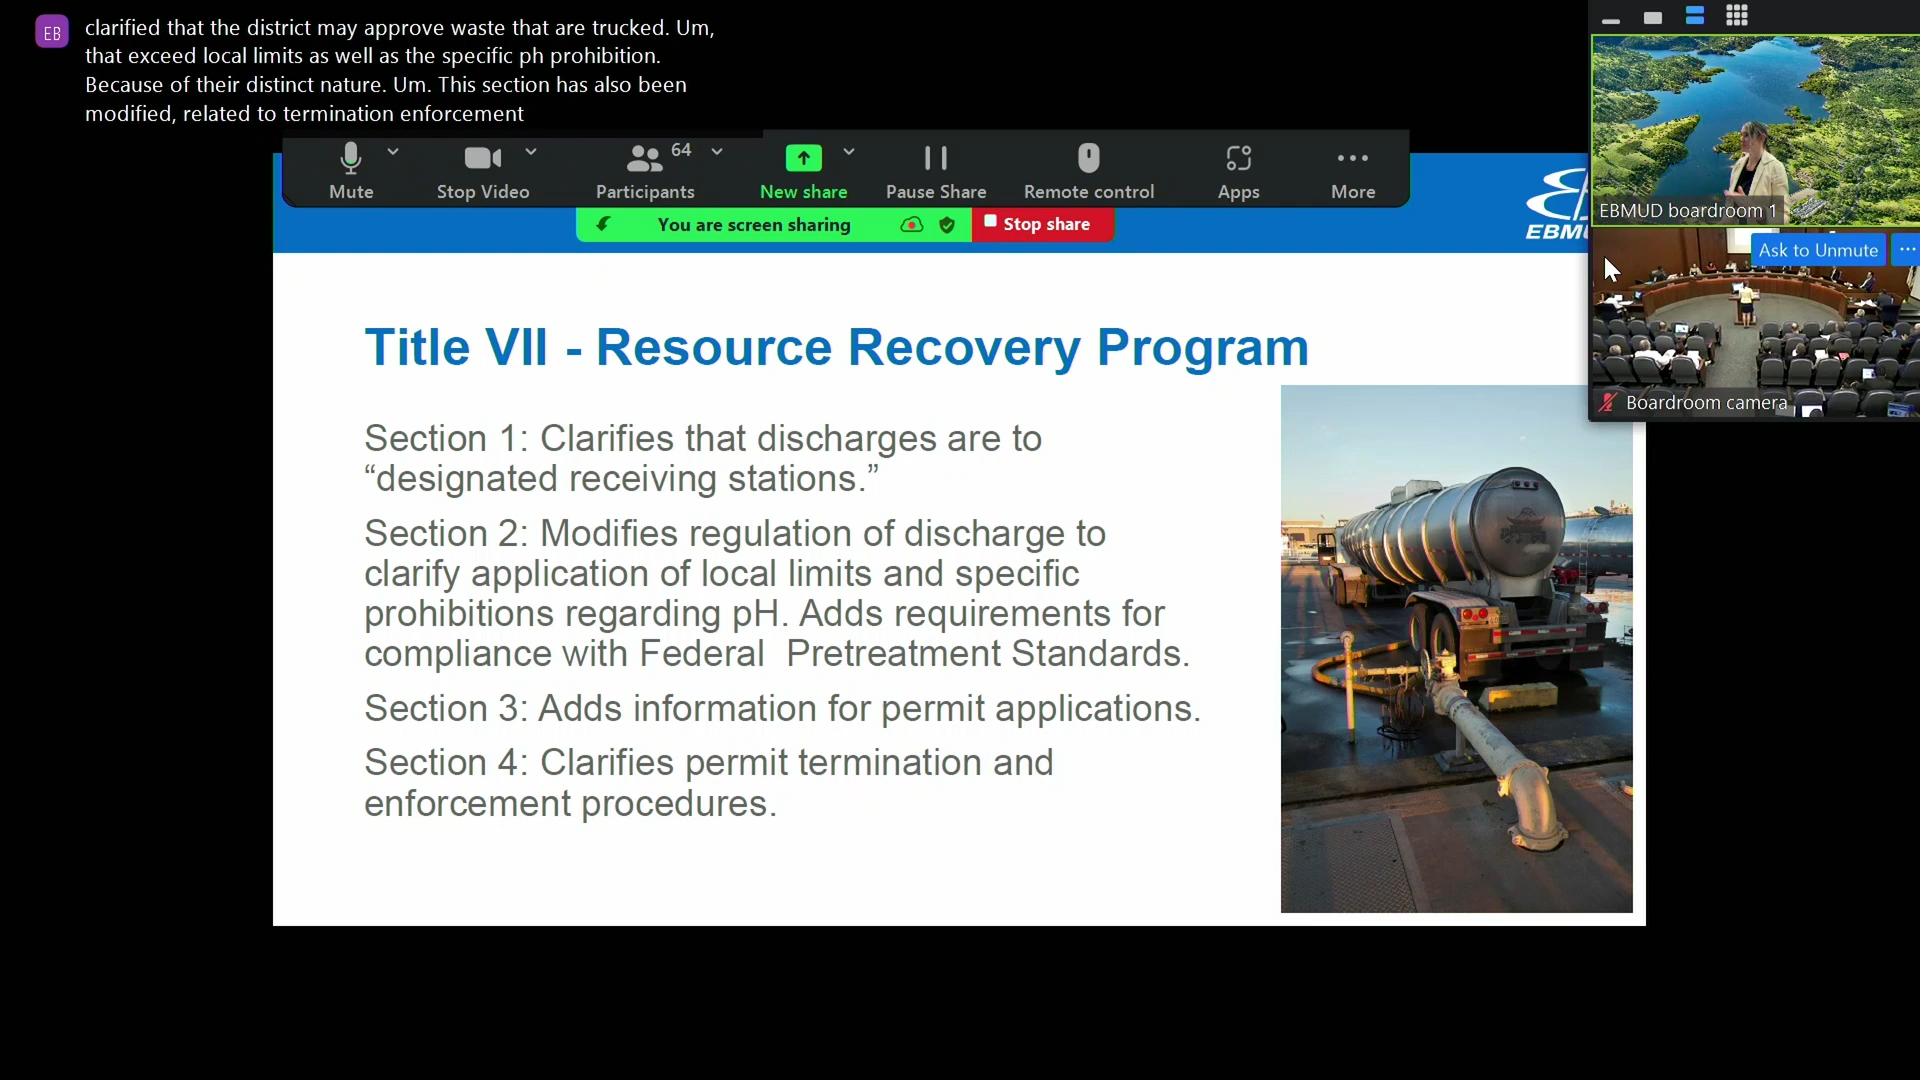 EB
clarified that the district may approve waste that are trucked. Um,
that exceed local limits as well as the specific ph prohibition.
Because of their distinct nature. Um. This section has also been
modified, related to termination enforcement
Mute
Stop Video
Participants
64
New share
Pause Share
Remote control
Apps
More
You are screen sharing
Stop share
EBMU
EBMUD boardroom 1
Ask to Unmute
Boardroom camera
Title VII - Resource Recovery Program
Section 1: Clarifies that discharges are to
“designated receiving stations.”
Section 2: Modifies regulation of discharge to
clarify application of local limits and specific
prohibitions regarding pH. Adds requirements for
compliance with Federal  Pretreatment Standards.
Section 3: Adds information for permit applications.
Section 4: Clarifies permit termination and
enforcement procedures.